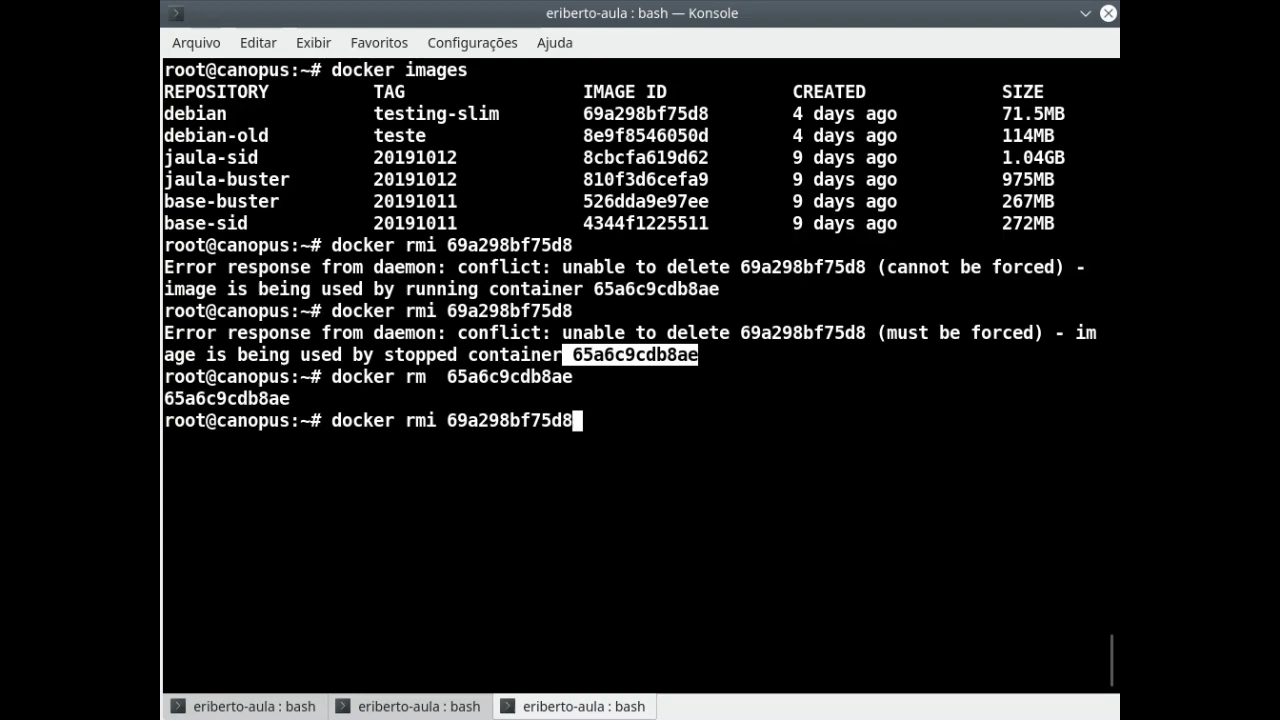 eriberto-aula : bash — Konsole
Arquivo Editar Exibir Favoritos Configurações Ajuda
root@canopus:~# docker images
REPOSITORY TAG IMAGE ID CREATED SIZE
debian testing-slim 69a298bf75d8 4 days ago 71.5MB
debian-old teste 8e9f8546050d 4 days ago 114MB
jaula-sid 20191012 8cbcfa619d62 9 days ago 1.04GB
jaula-buster 20191012 810f3d6cefa9 9 days ago 975MB
base-buster 20191011 526dda9e97ee 9 days ago 267MB
base-sid 20191011 4344f1225511 9 days ago 272MB
root@canopus:~# docker rmi 69a298bf75d8
Error response from daemon: conflict: unable to delete 69a298bf75d8 (cannot be forced) -
image is being used by running container 65a6c9cdb8ae
root@canopus:~# docker rmi 69a298bf75d8
Error response from daemon: conflict: unable to delete 69a298bf75d8 (must be forced) - im
age is being used by stopped container 65a6c9cdb8ae
root@canopus:~# docker rm  65a6c9cdb8ae
65a6c9cdb8ae
root@canopus:~# docker rmi 69a298bf75d8
eriberto-aula : bash eriberto-aula : bash eriberto-aula : bash